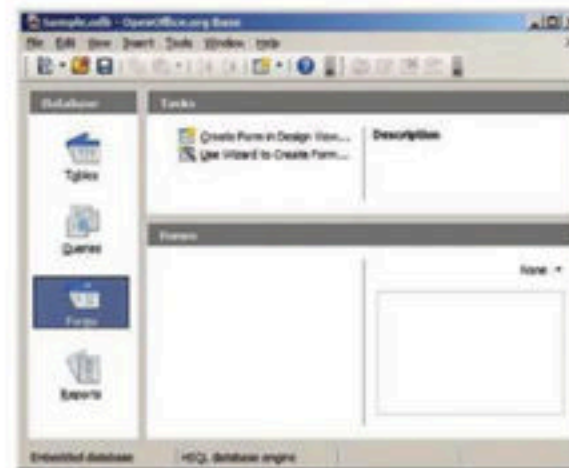 Sample.odb - OpenOffice.org Base
File Edit View Insert Tools Window Help
Database
Tables
Queries
Forms
Reports
Tasks
Create Form in Design View...
Use Wizard to Create Form...
Description
Forms
None
Embedded database
HSQL database engine